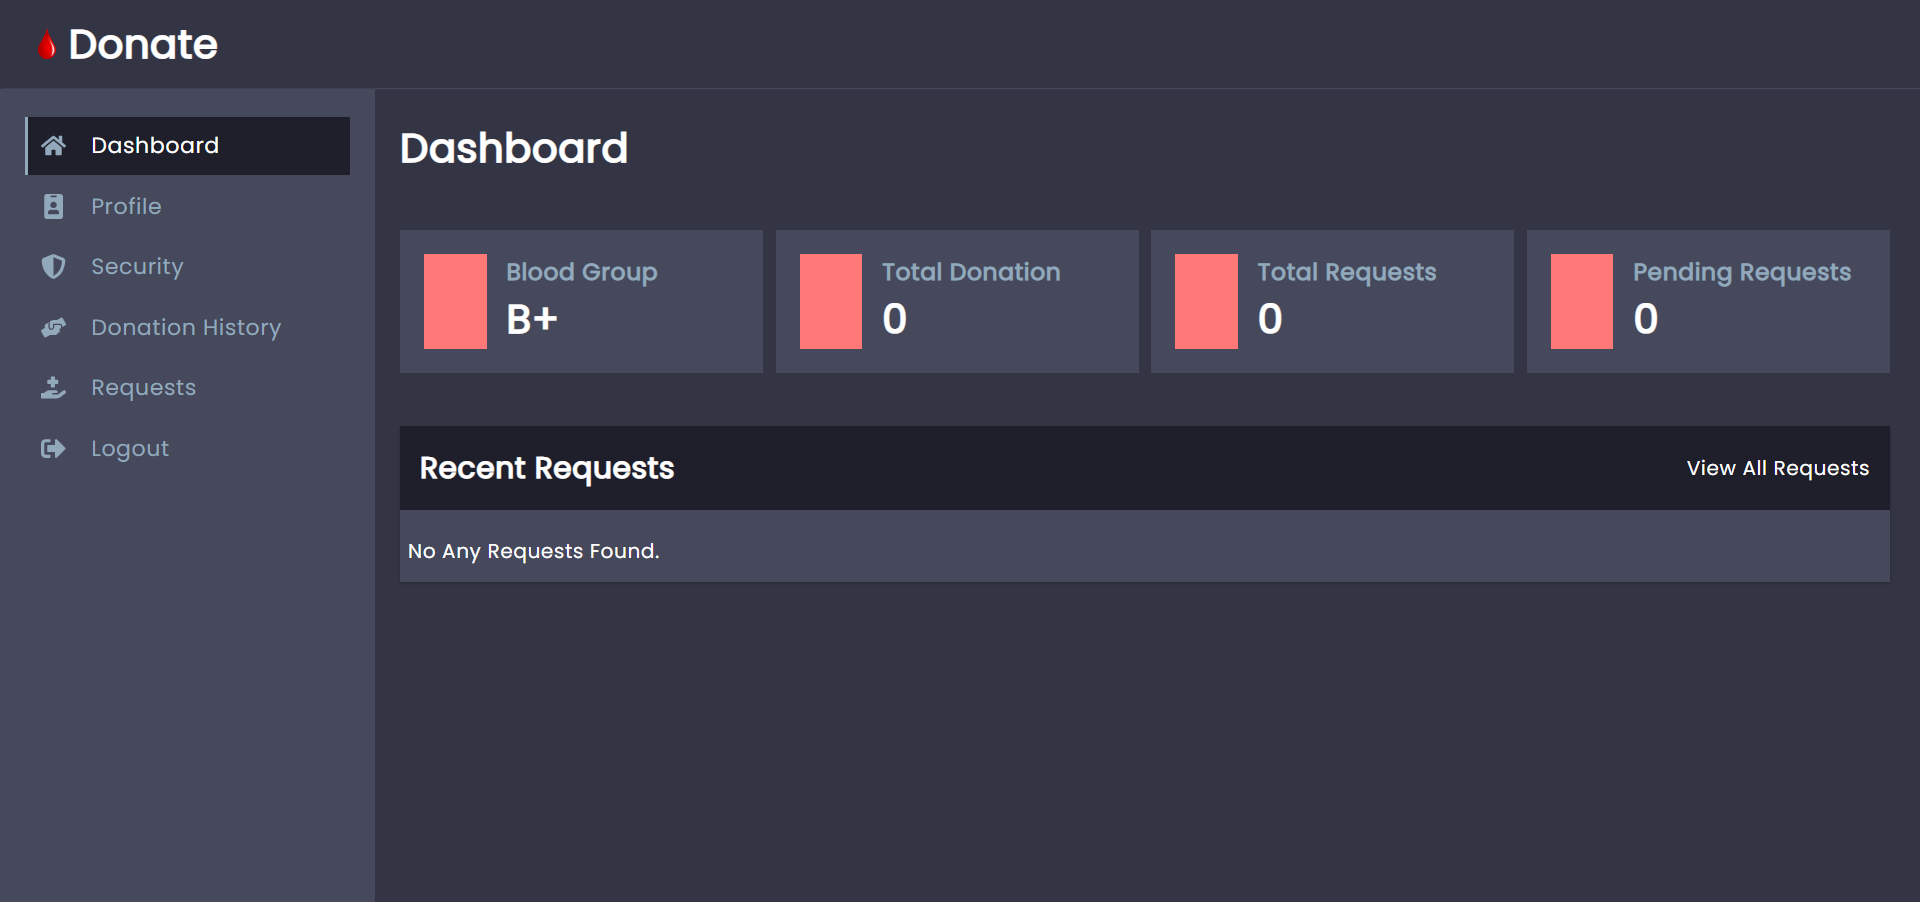 Donate
Dashboard
Profile
Security
Donation History
Requests
Logout
Dashboard
Blood Group
B+
Total Donation
0
Total Requests
0
Pending Requests
0
Recent Requests
View All Requests
No Any Requests Found.